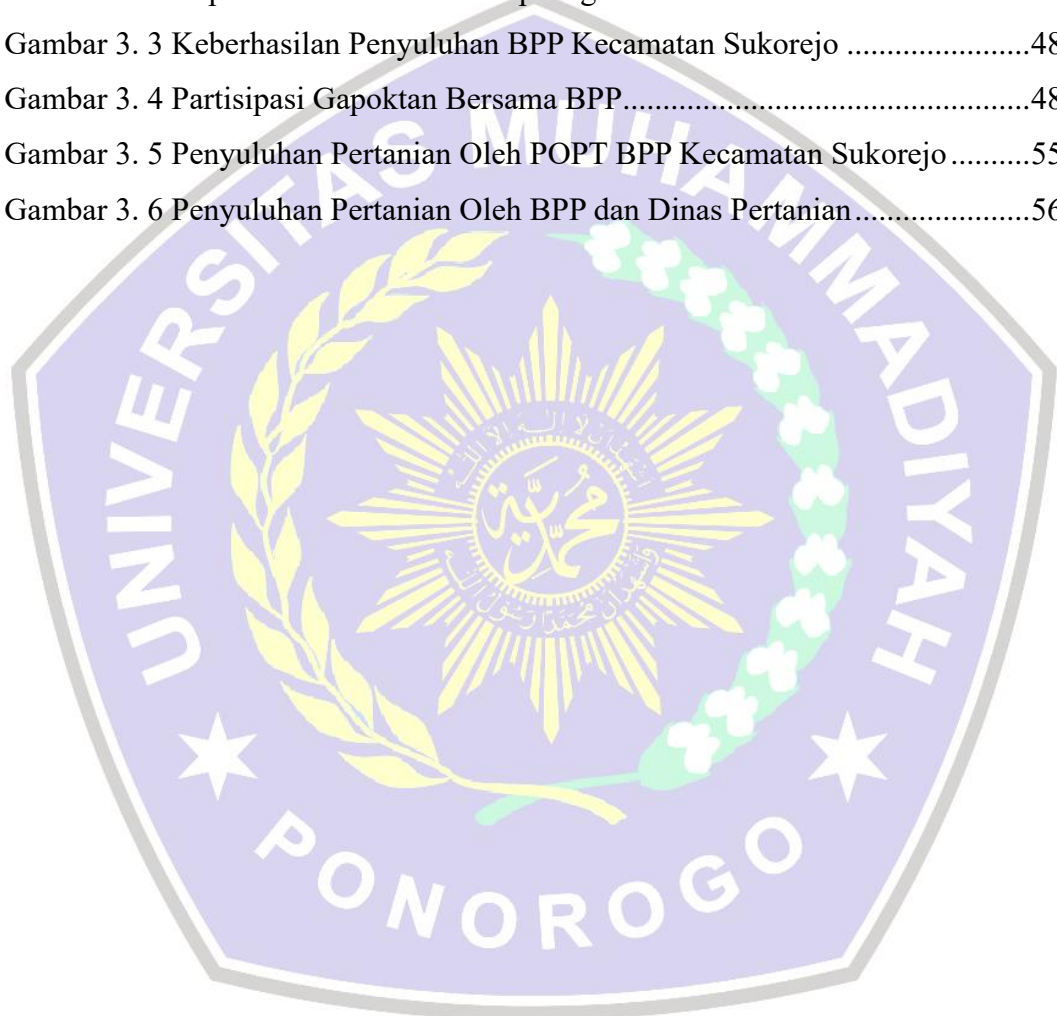 Gambar 3. 3 Keberhasilan Penyuluhan BPP Kecamatan Sukorejo .......................48
Gambar 3. 4 Partisipasi Gapoktan Bersama BPP...................................................48
Gambar 3. 5 Penyuluhan Pertanian Oleh POPT BPP Kecamatan Sukorejo..........55
Gambar 3. 6 Penyuluhan Pertanian Oleh BPP dan Dinas Pertanian......................56
UNIVERSITAS MUHAMMADIYAH
محمدية
PONOROGO